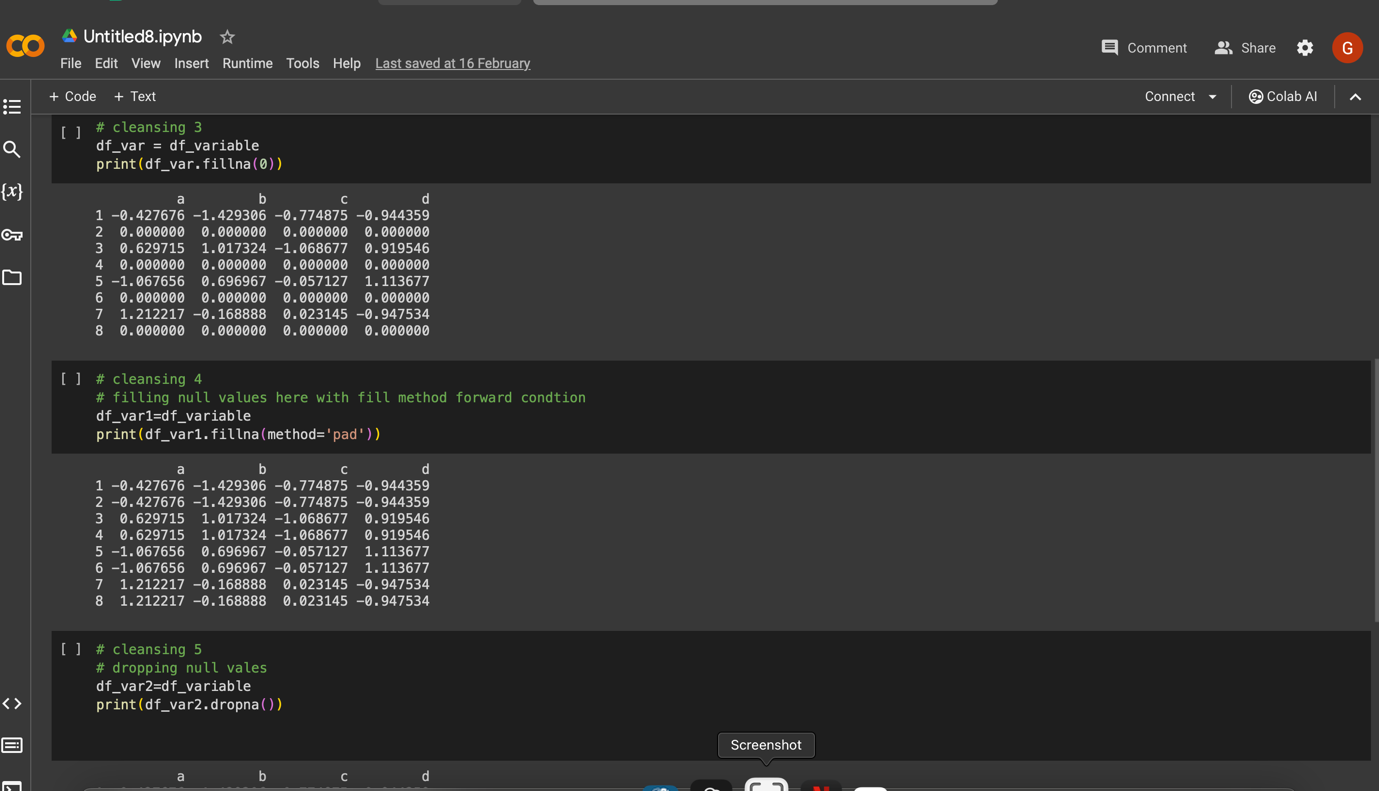 Untitled8.ipynb
Comment
Share
G
File Edit View Insert Runtime Tools Help Last saved at 16 February
+ Code + Text
Connect
Colab AI
[ ] # cleansing 3
df_var = df_variable
print(df_var.fillna(0))
{x}
a b c d
1 -0.427676 -1.429306 -0.774875 -0.944359
2 0.000000 0.000000 0.000000 0.000000
3 0.629715 1.017324 -1.068677 0.919546
4 0.000000 0.000000 0.000000 0.000000
5 -1.067656 0.696967 -0.057127 1.113677
6 0.000000 0.000000 0.000000 0.000000
7 1.212217 -0.168888 0.023145 -0.947534
8 0.000000 0.000000 0.000000 0.000000
[ ] # cleansing 4
# filling null values here with fill method forward condtion
df_var1=df_variable
print(df_var1.fillna(method='pad'))
a b c d
1 -0.427676 -1.429306 -0.774875 -0.944359
2 -0.427676 -1.429306 -0.774875 -0.944359
3 0.629715 1.017324 -1.068677 0.919546
4 0.629715 1.017324 -1.068677 0.919546
5 -1.067656 0.696967 -0.057127 1.113677
6 -1.067656 0.696967 -0.057127 1.113677
7 1.212217 -0.168888 0.023145 -0.947534
8 1.212217 -0.168888 0.023145 -0.947534
[ ] # cleansing 5
# dropping null vales
df_var2=df_variable
print(df_var2.dropna())
Screenshot
a b c d